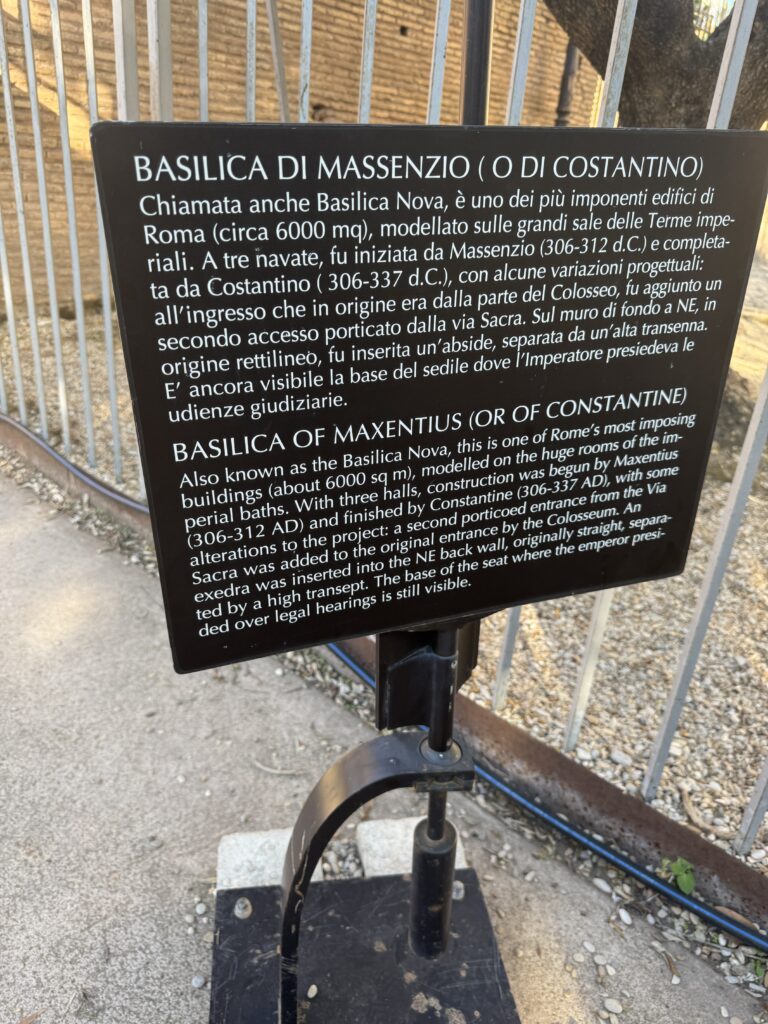 BASILICA DI MASSENZIO ( O DI COSTANTINO)
Chiamata anche Basilica Nova, è uno dei più imponenti edifici di
Roma (circa 6000 mq), modellato sulle grandi sale delle Terme impe-
riali. A tre navate, fu iniziata da Massenzio (306-312 d.C.) e completa-
ta da Costantino ( 306-337 d.C.), con alcune variazioni progettuali:
all'ingresso che in origine era dalla parte del Colosseo, fu aggiunto un
secondo accesso porticato dalla via Sacra. Sul muro di fondo a NE, in
origine rettilineo, fu inserita un'abside, separata da un'alta transenna.
E' ancora visibile la base del sedile dove l'Imperatore presiedeva le
udienze giudiziarie.
BASILICA OF MAXENTIUS (OR OF CONSTANTINE)
Also known as the Basilica Nova, this is one of Rome's most imposing
buildings (about 6000 sq m), modelled on the huge rooms of the im-
perial baths. With three halls, construction was begun by Maxentius
(306-312 AD) and finished by Constantine (306-337 AD), with some
alterations to the project: a second porticoed entrance from the Via
Sacra was added to the original entrance by the Colosseum. An
exedra was inserted into the NE back wall, originally straight, separa-
ted by a high transept. The base of the seat where the emperor presi-
ded over legal hearings is still visible.